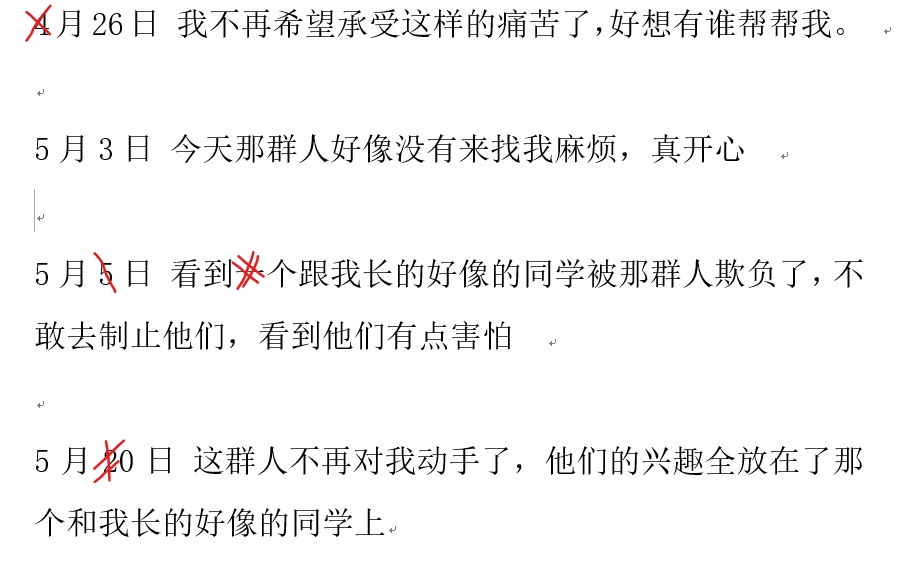 4月26日 我不再希望承受这样的痛苦了,好想有谁帮帮我。
5月3日 今天那群人好像没有来找我麻烦，真开心
5月5日 看到一个跟我长的好像的同学被那群人欺负了，不
敢去制止他们，看到他们有点害怕
5月20日 这群人不再对我动手了，他们的兴趣全放在了那
个和我长的好像的同学上